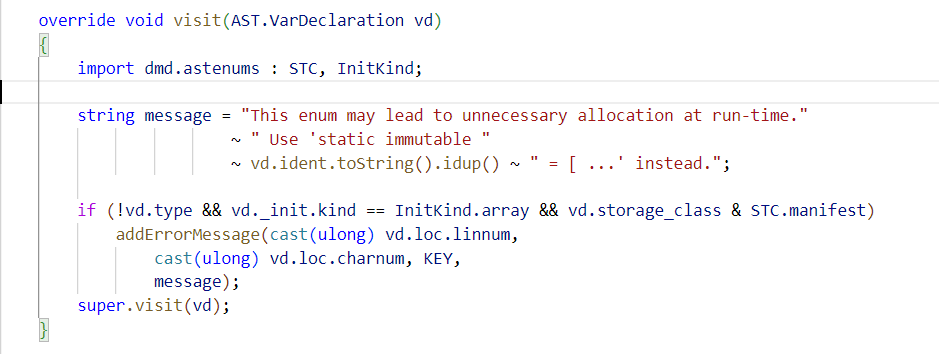 override void visit(AST.VarDeclaration vd)
{
import dmd.astenums : STC, InitKind;
string message = "This enum may lead to unnecessary allocation at run-time."
~ " Use 'static immutable "
~ vd.ident.toString().idup() ~ " = [ ...' instead.";
if (!vd.type && vd._init.kind == InitKind.array && vd.storage_class & STC.manifest)
addErrorMessage(cast(ulong) vd.loc.linnum,
cast(ulong) vd.loc.charnum, KEY,
message);
super.visit(vd);
}